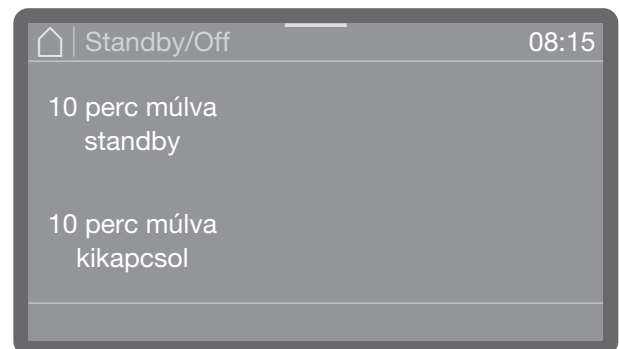 Standby/Off 08:15
10 perc múlva
standby
10 perc múlva
kikapcsol